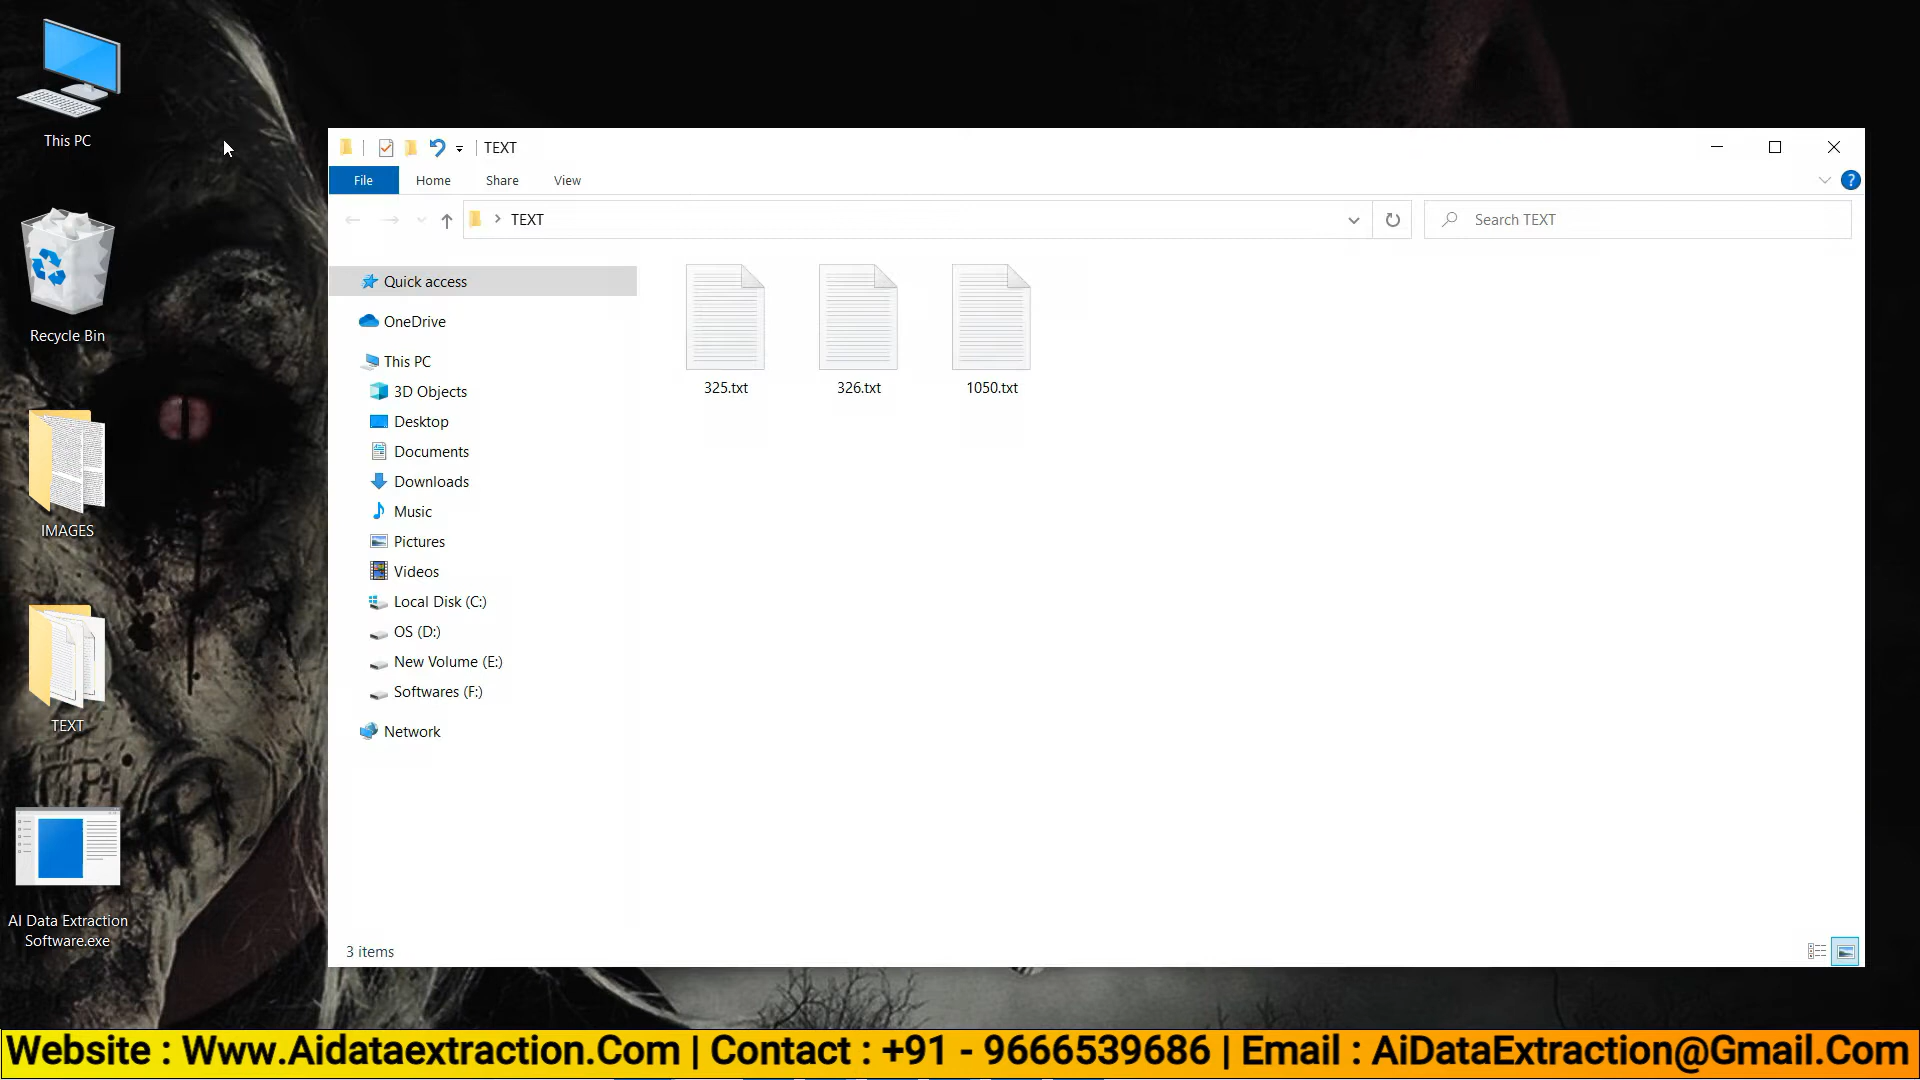 This PC
Recycle Bin
IMAGES
TEXT
AI Data Extraction
Software.exe
TEXT
File
Home
Share
View
?
TEXT
Search TEXT
Quick access
OneDrive
This PC
3D Objects
Desktop
Documents
Downloads
Music
Pictures
Videos
Local Disk (C:)
OS (D:)
New Volume (E:)
Softwares (F:)
Network
325.txt
326.txt
1050.txt
3 items
Website : Www.Aidataextraction.Com | Contact : +91 - 9666539686 | Email : AiDataExtraction@Gmail.Com